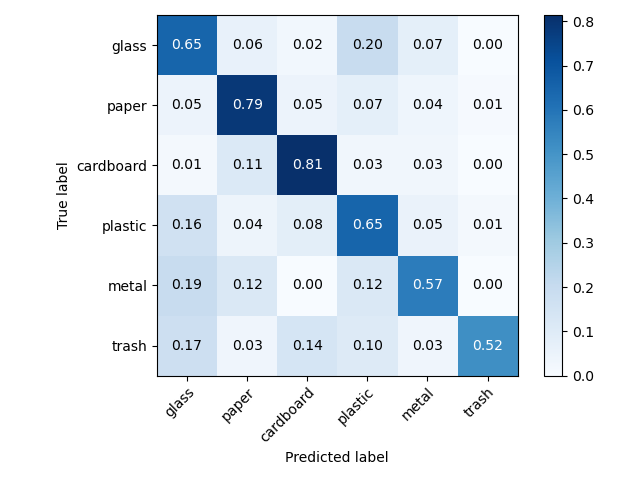 glass 0.65 0.06 0.02 0.20 0.07 0.00
paper 0.05 0.79 0.05 0.07 0.04 0.01
cardboard 0.01 0.11 0.81 0.03 0.03 0.00
plastic 0.16 0.04 0.08 0.65 0.05 0.01
metal 0.19 0.12 0.00 0.12 0.57 0.00
trash 0.17 0.03 0.14 0.10 0.03 0.52
glass paper cardboard plastic metal trash
Predicted label
True label
0.8
0.7
0.6
0.5
0.4
0.3
0.2
0.1
0.0